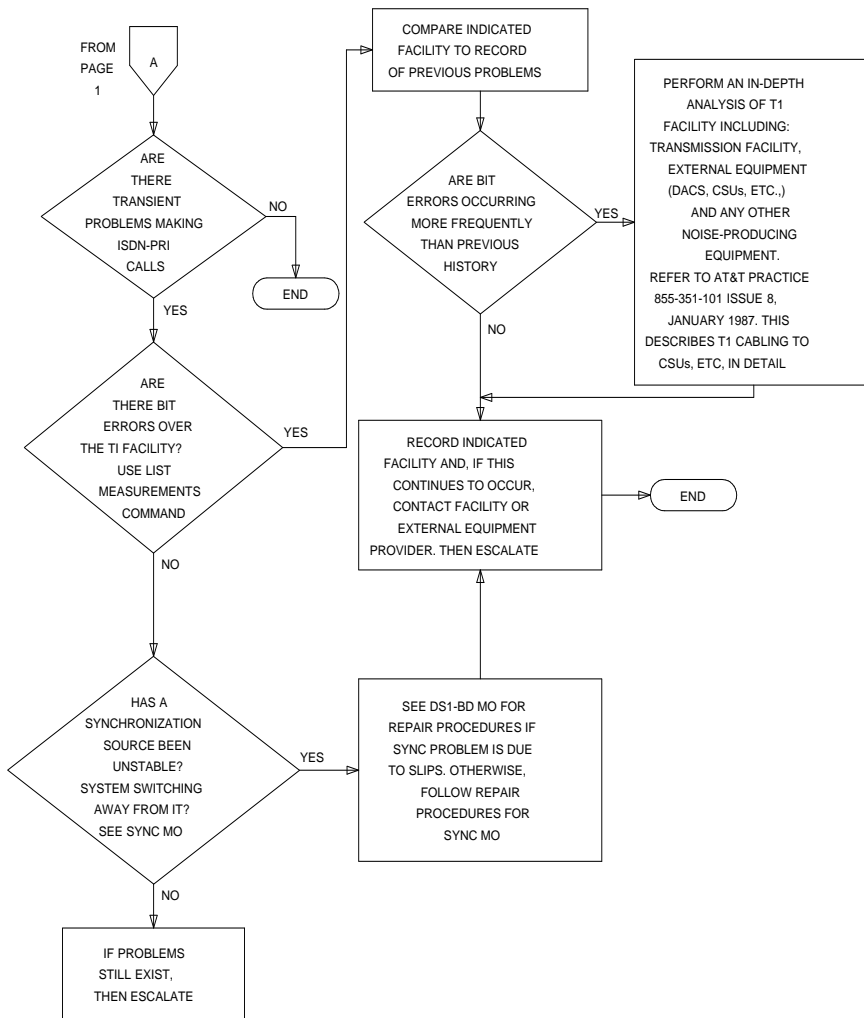 FROM
PAGE
1
A
ARE
THERE
TRANSIENT
PROBLEMS MAKING
ISDN-PRI
CALLS
NO
END
YES
ARE
THERE BIT
ERRORS OVER
THE TI FACILITY?
USE LIST
MEASUREMENTS
COMMAND
YES
NO
HAS A
SYNCHRONIZATION
SOURCE BEEN
UNSTABLE?
SYSTEM SWITCHING
AWAY FROM IT?
SEE SYNC MO
YES
NO
IF PROBLEMS
STILL EXIST,
THEN ESCALATE
COMPARE INDICATED
FACILITY TO RECORD
OF PREVIOUS PROBLEMS
ARE BIT
ERRORS OCCURRING
MORE FREQUENTLY
THAN PREVIOUS
HISTORY
YES
NO
PERFORM AN IN-DEPTH
ANALYSIS OF T1
FACILITY INCLUDING:
TRANSMISSION FACILITY,
EXTERNAL EQUIPMENT
(DACS, CSUs, ETC.,)
AND ANY OTHER
NOISE-PRODUCING
EQUIPMENT.
REFER TO AT&T PRACTICE
855-351-101 ISSUE 8,
JANUARY 1987. THIS
DESCRIBES T1 CABLING TO
CSUs, ETC, IN DETAIL
RECORD INDICATED
FACILITY AND, IF THIS
CONTINUES TO OCCUR,
CONTACT FACILITY OR
EXTERNAL EQUIPMENT
PROVIDER. THEN ESCALATE
END
SEE DS1-BD MO FOR
REPAIR PROCEDURES IF
SYNC PROBLEM IS DUE
TO SLIPS. OTHERWISE,
FOLLOW REPAIR
PROCEDURES FOR
SYNC MO